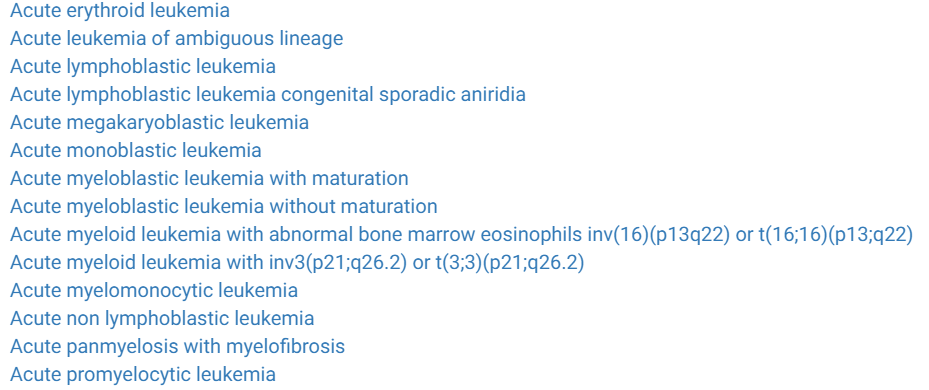 Acute erythroid leukemia
Acute leukemia of ambiguous lineage
Acute lymphoblastic leukemia
Acute lymphoblastic leukemia congenital sporadic aniridia
Acute megakaryoblastic leukemia
Acute monoblastic leukemia
Acute myeloblastic leukemia with maturation
Acute myeloblastic leukemia without maturation
Acute myeloid leukemia with abnormal bone marrow eosinophils inv(16)(p13q22) or t(16;16)(p13;q22)
Acute myeloid leukemia with inv3(p21;q26.2) or t(3;3)(p21;q26.2)
Acute myelomonocytic leukemia
Acute non lymphoblastic leukemia
Acute panmyelosis with myelofibrosis
Acute promyelocytic leukemia